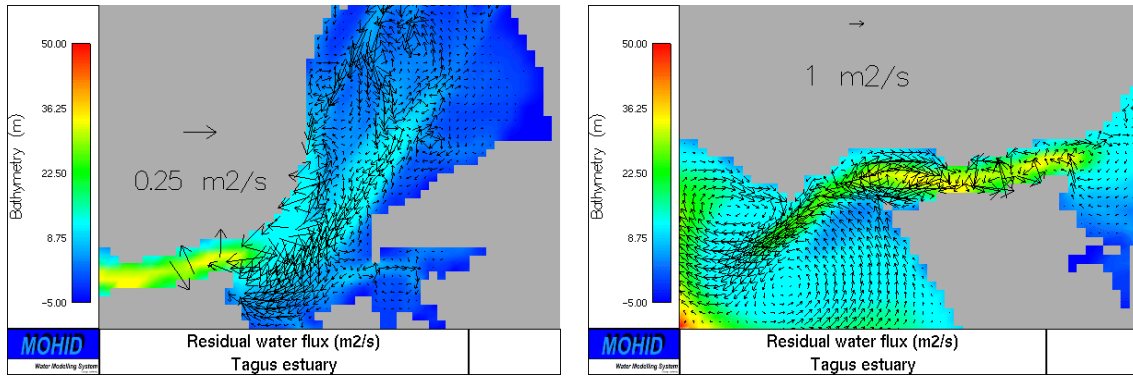 50.00
36.25
22.50
8.75
−5.00
Bathymetry (m)
0.25 m2/s
MOHID
Water Modelling System
Residual water flux (m2/s)
Tagus estuary
50.00
36.25
22.50
8.75
−5.00
Bathymetry (m)
1 m2/s
MOHID
Water Modelling System
Residual water flux (m2/s)
Tagus estuary